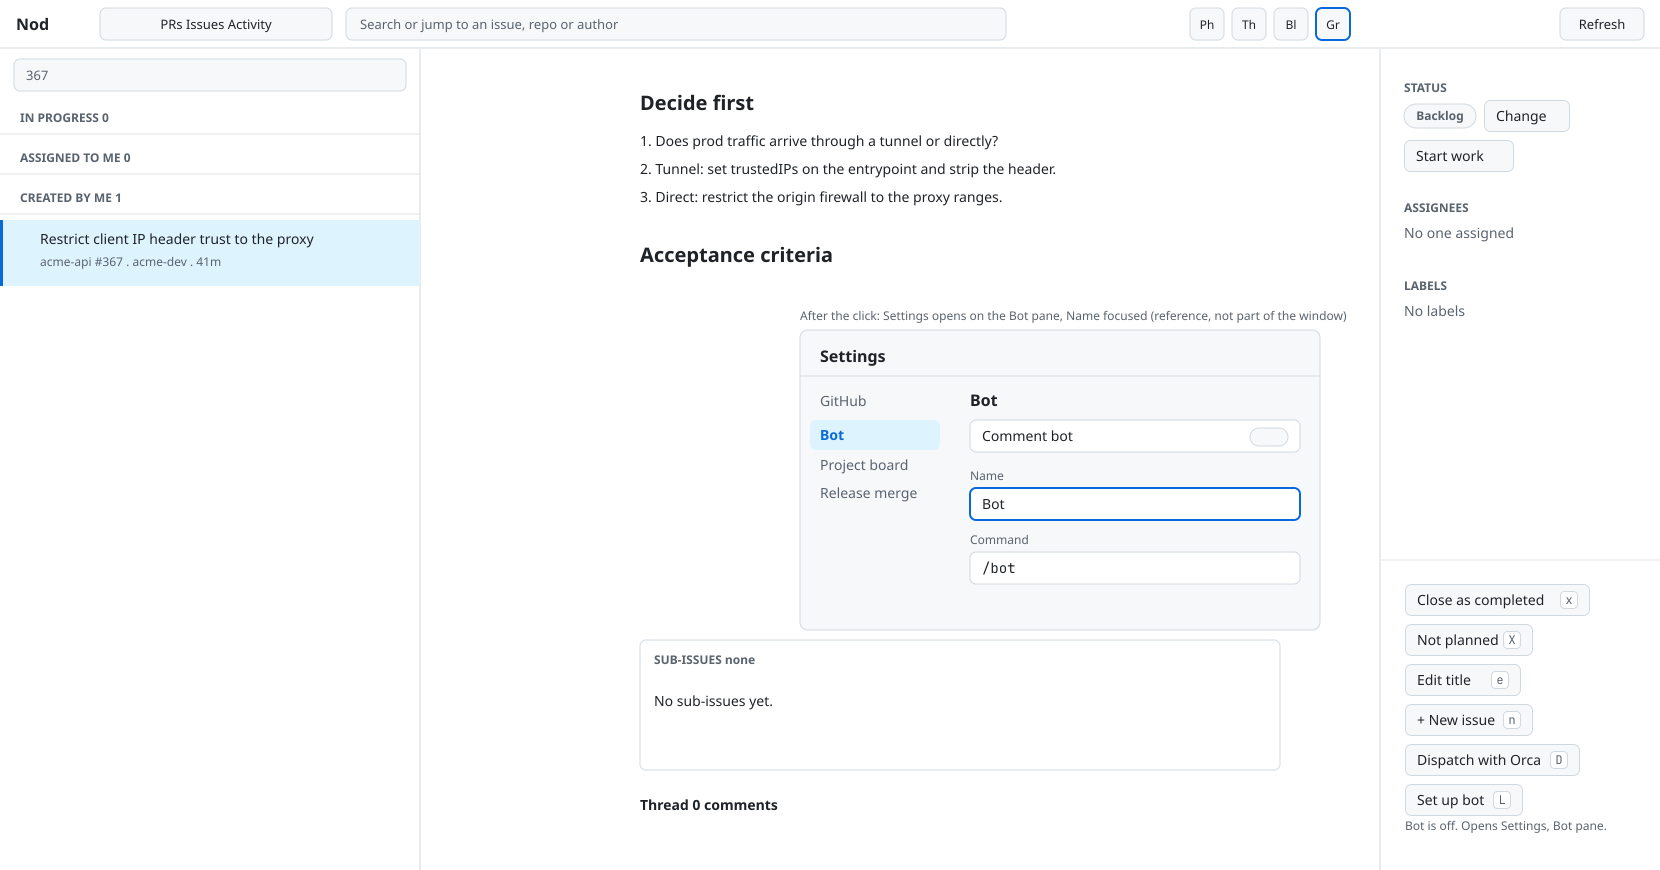 Nod
PRs Issues Activity
Search or jump to an issue, repo or author
Ph
Th
Bl
Gr
Refresh
367
IN PROGRESS 0
ASSIGNED TO ME 0
CREATED BY ME 1
Restrict client IP header trust to the proxy
acme-api #367 . acme-dev . 41m
Decide first
1. Does prod traffic arrive through a tunnel or directly?
2. Tunnel: set trustedIPs on the entrypoint and strip the header.
3. Direct: restrict the origin firewall to the proxy ranges.
Acceptance criteria
After the click: Settings opens on the Bot pane, Name focused (reference, not part of the window)
Settings
GitHub
Bot
Project board
Release merge
Bot
Comment bot
Name
Bot
Command
/bot
SUB-ISSUES none
No sub-issues yet.
Thread 0 comments
STATUS
Backlog
Change
Start work
ASSIGNEES
No one assigned
LABELS
No labels
Close as completed x
Not planned X
Edit title e
+ New issue n
Dispatch with Orca D
Set up bot L
Bot is off. Opens Settings, Bot pane.